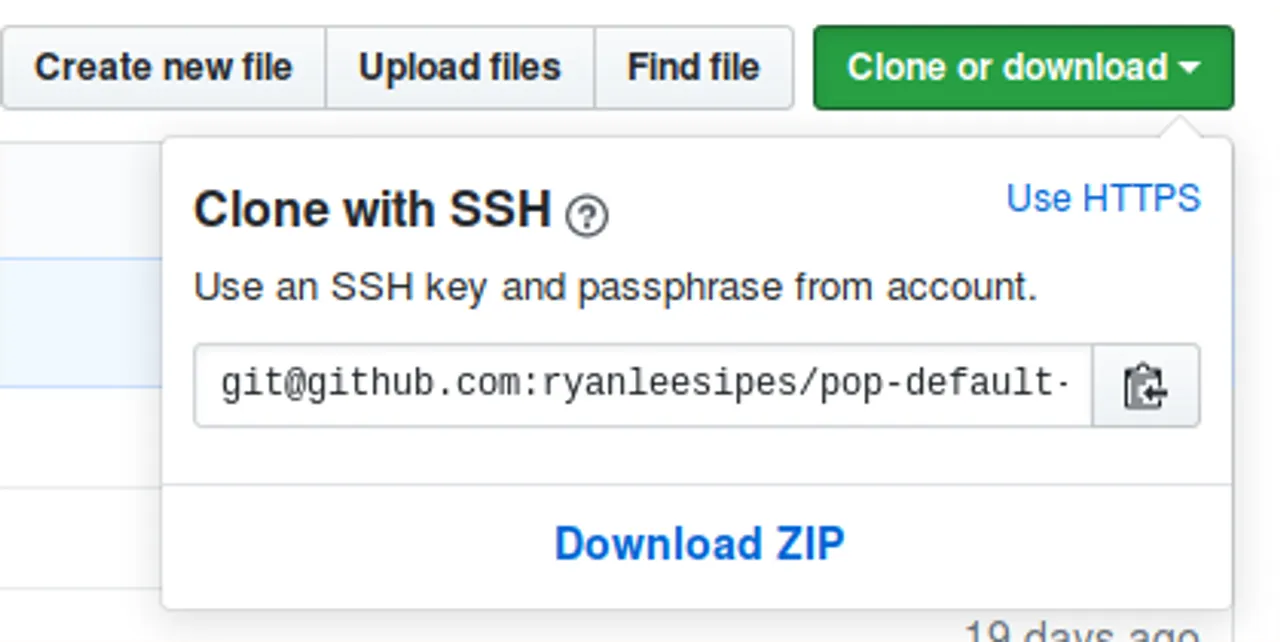 Create new file Upload files Find file Clone or download
Clone with SSH ?
Use HTTPS
Use an SSH key and passphrase from account.
git@github.com:ryanleesipes/pop-default-
Download ZIP
19 days ago